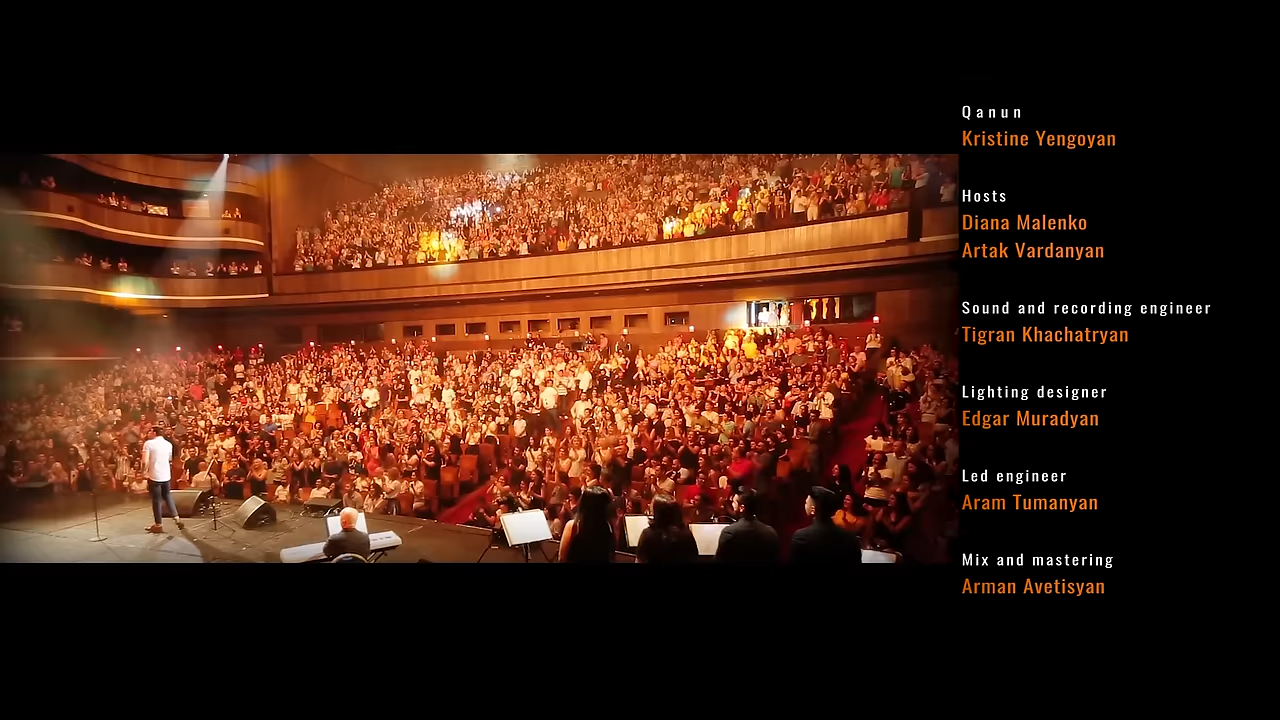 Qanun
Kristine Yengoyan
Hosts
Diana Malenko
Artak Vardanyan
Sound and recording engineer
Tigran Khachatryan
Lighting designer
Edgar Muradyan
Led engineer
Aram Tumanyan
Mix and mastering
Arman Avetisyan